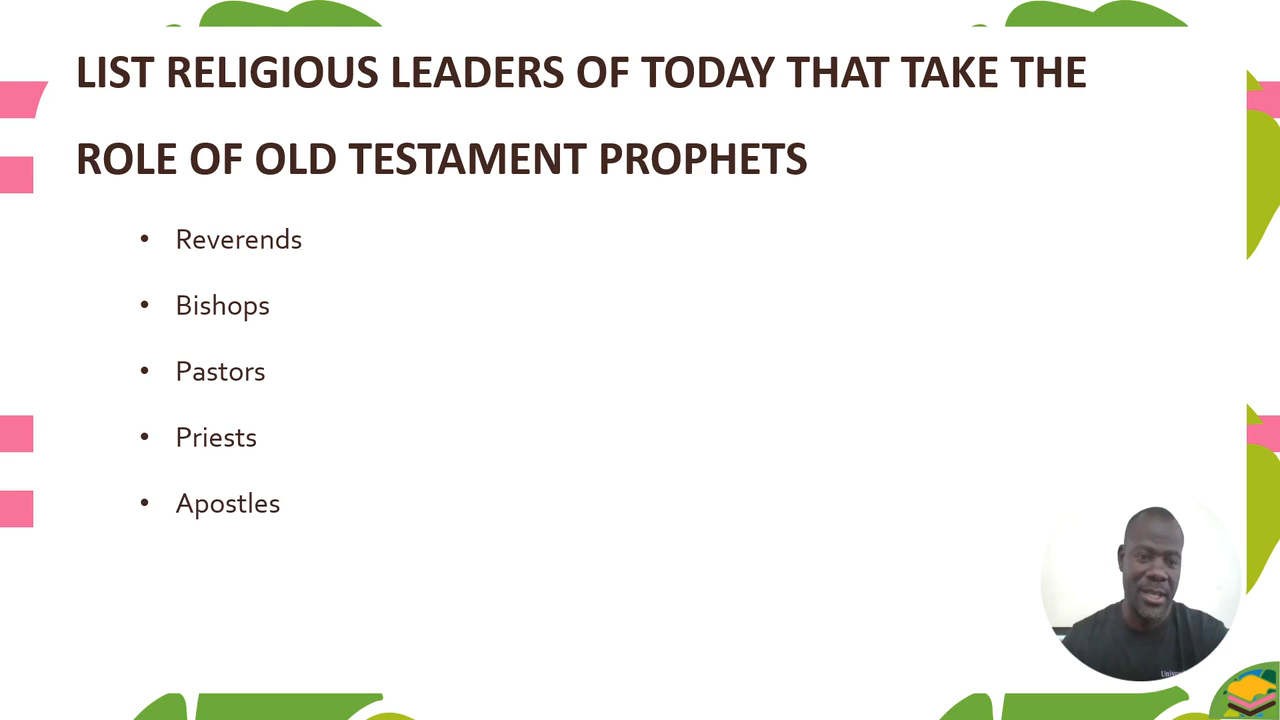 LIST RELIGIOUS LEADERS OF TODAY THAT TAKE THE
ROLE OF OLD TESTAMENT PROPHETS
• Reverends
• Bishops
• Pastors
• Priests
• Apostles